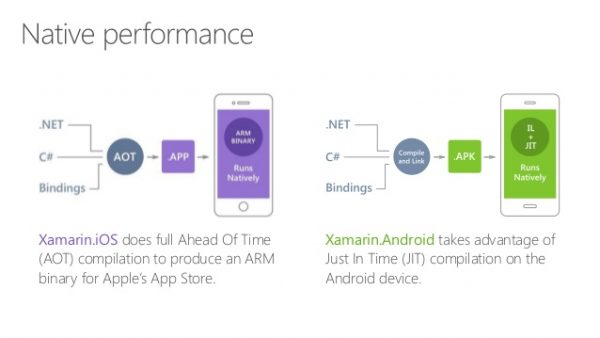 Native performance
.NET
C#
Bindings
AOT
.APP
ARM
BINARY
Runs
Natively
Xamarin.iOS does full Ahead Of Time
(AOT) compilation to produce an ARM
binary for Apple's App Store.
.NET
C#
Bindings
Compile
and Link
.APK
IL
+
JIT
Runs
Natively
Xamarin.Android takes advantage of
Just In Time (JIT) compilation on the
Android device.